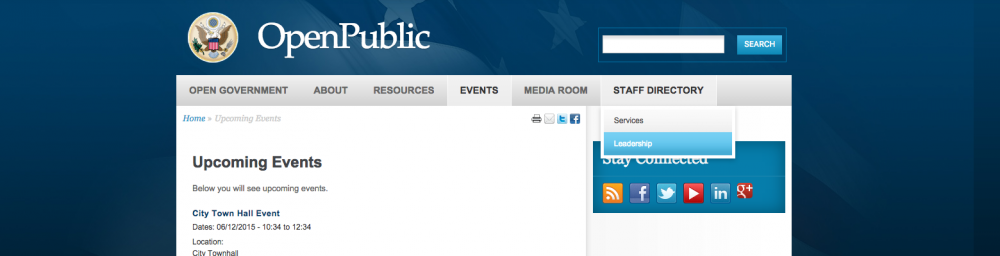 OpenPublic
SEARCH
OPEN GOVERNMENT ABOUT RESOURCES EVENTS MEDIA ROOM STAFF DIRECTORY
Home » Upcoming Events
Services
Leadership
Stay Connected
Upcoming Events
Below you will see upcoming events.
City Town Hall Event
Dates: 06/12/2015 - 10:34 to 12:34
Location:
City Townhall